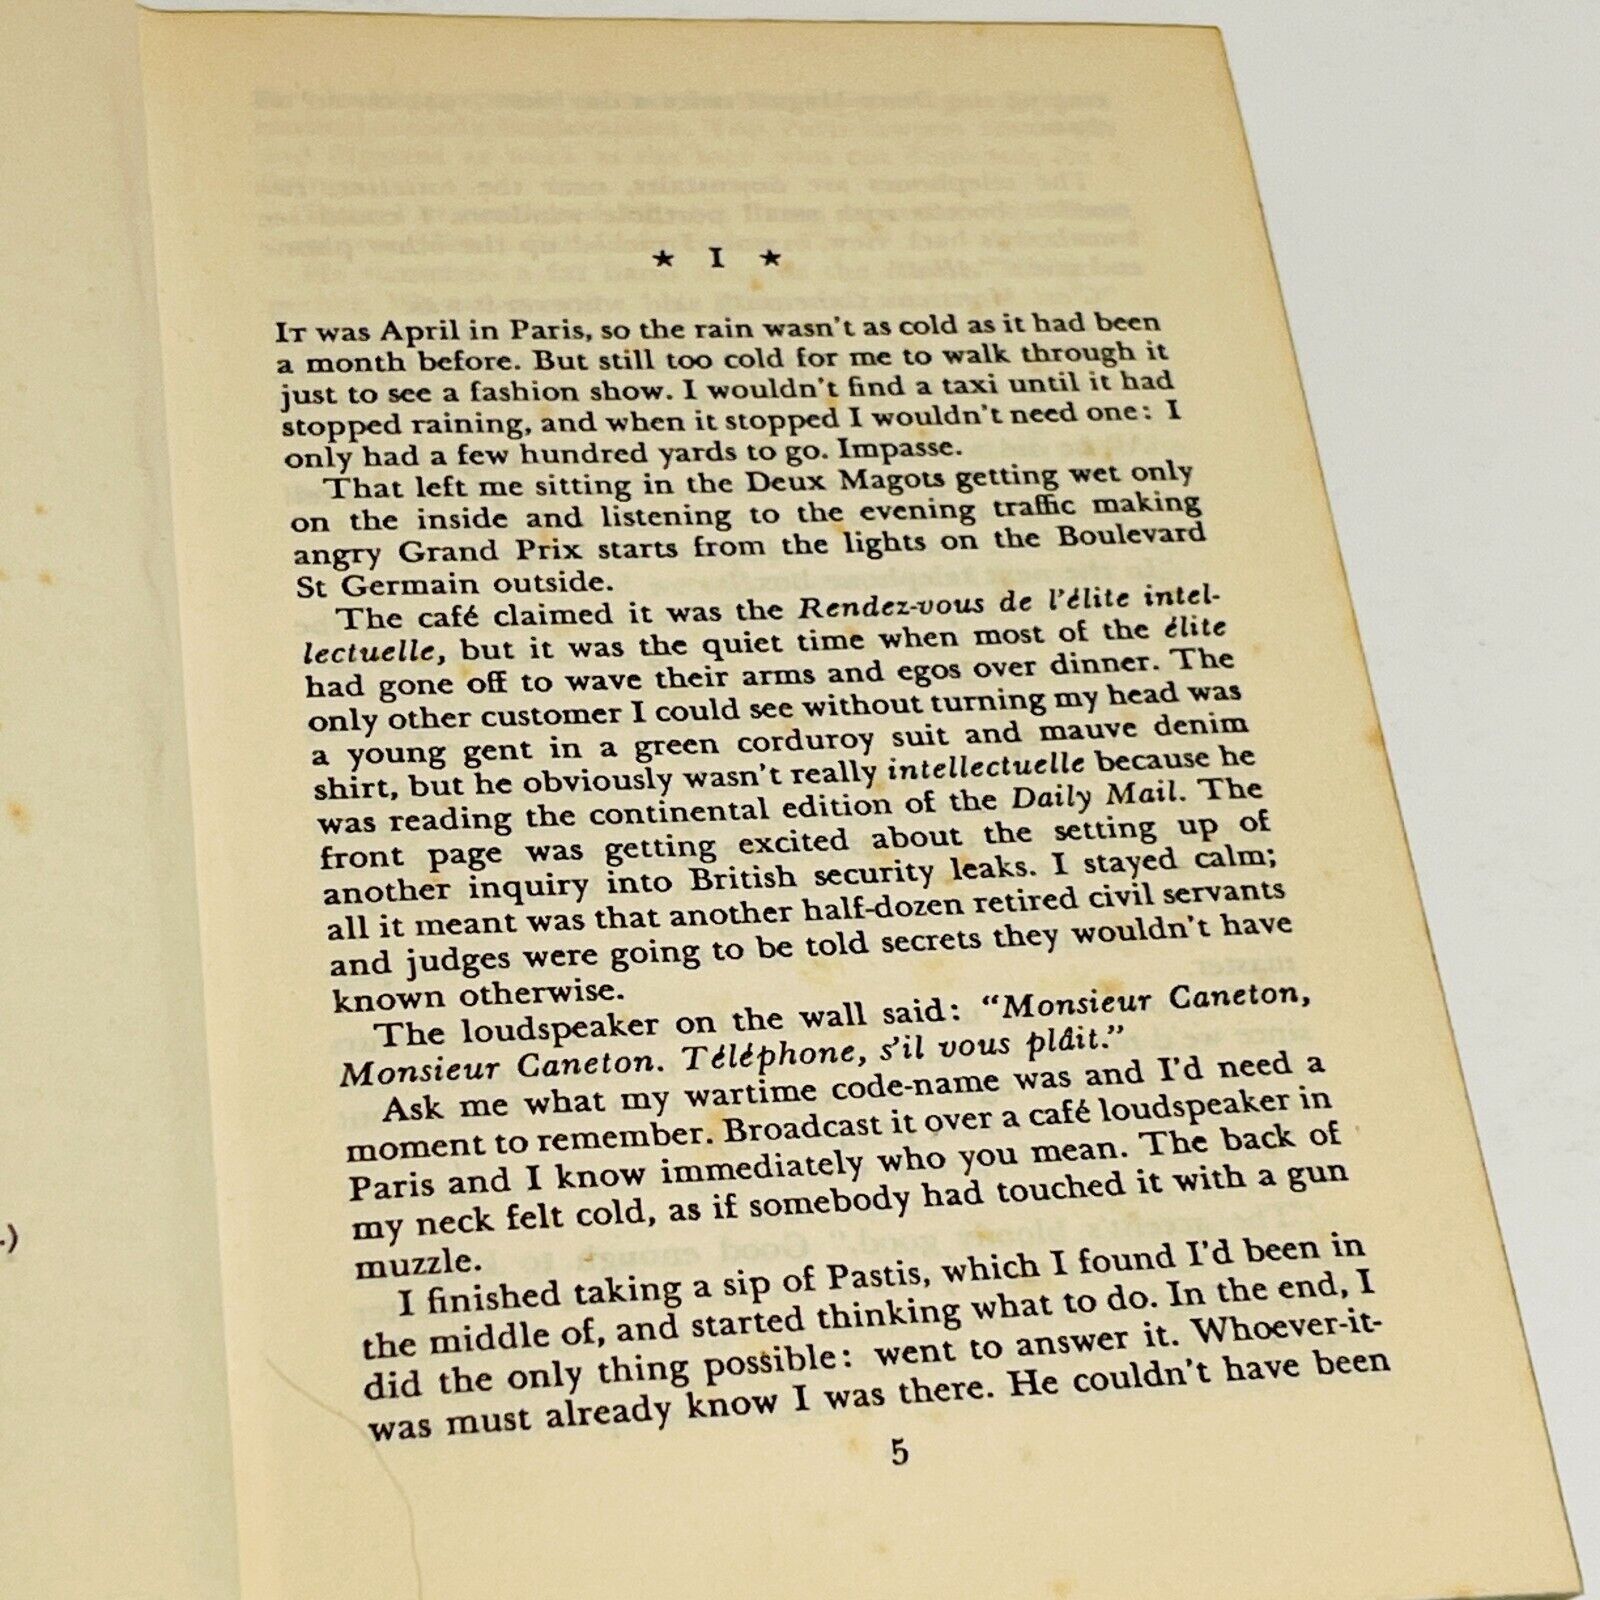 ★ I ★
IT was April in Paris, so the rain wasn't as cold as it had been
a month before. But still too cold for me to walk through it
just to see a fashion show. I wouldn't find a taxi until it had
stopped raining, and when it stopped I wouldn't need one: I
only had a few hundred yards to go. Impasse.
That left me sitting in the Deux Magots getting wet only
on the inside and listening to the evening traffic making
angry Grand Prix starts from the lights on the Boulevard
St Germain outside.
The café claimed it was the Rendez-vous de l'élite intel-
lectuelle, but it was the quiet time when most of the élite
had gone off to wave their arms and egos over dinner. The
only other customer I could see without turning my head was
a young gent in a green corduroy suit and mauve denim
shirt, but he obviously wasn't really intellectuelle because he
was reading the continental edition of the Daily Mail. The
front page was getting excited about the setting up of
another inquiry into British security leaks. I stayed calm;
all it meant was that another half-dozen retired civil servants
and judges were going to be told secrets they wouldn't have
known otherwise.
The loudspeaker on the wall said: "Monsieur Caneton,
Monsieur Caneton. Téléphone, s'il vous plâit."
Ask me what my wartime code-name was and I'd need a
moment to remember. Broadcast it over a café loudspeaker in
Paris and I know immediately who you mean. The back of
my neck felt cold, as if somebody had touched it with a gun
muzzle.
I finished taking a sip of Pastis, which I found I'd been in
the middle of, and started thinking what to do. In the end, I
did the only thing possible: went to answer it. Whoever-it-
was must already know I was there. He couldn't have been
5
.)